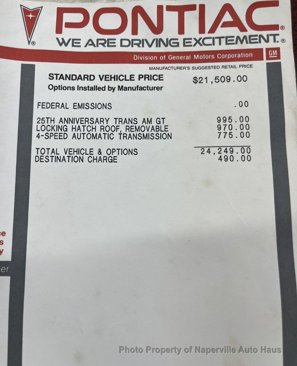 PONTIAC®
WE ARE DRIVING EXCITEMENT.®
Division of General Motors Corporation GM
MANUFACTURER'S SUGGESTED RETAIL PRICE
STANDARD VEHICLE PRICE $21,509.00
Options Installed by Manufacturer
FEDERAL EMISSIONS .00
25TH ANNIVERSARY TRANS AM GT 995.00
LOCKING HATCH ROOF, REMOVABLE 970.00
4-SPEED AUTOMATIC TRANSMISSION 775.00
TOTAL VEHICLE & OPTIONS 24,249.00
DESTINATION CHARGE 490.00
Photo Property of Naperville Auto Haus